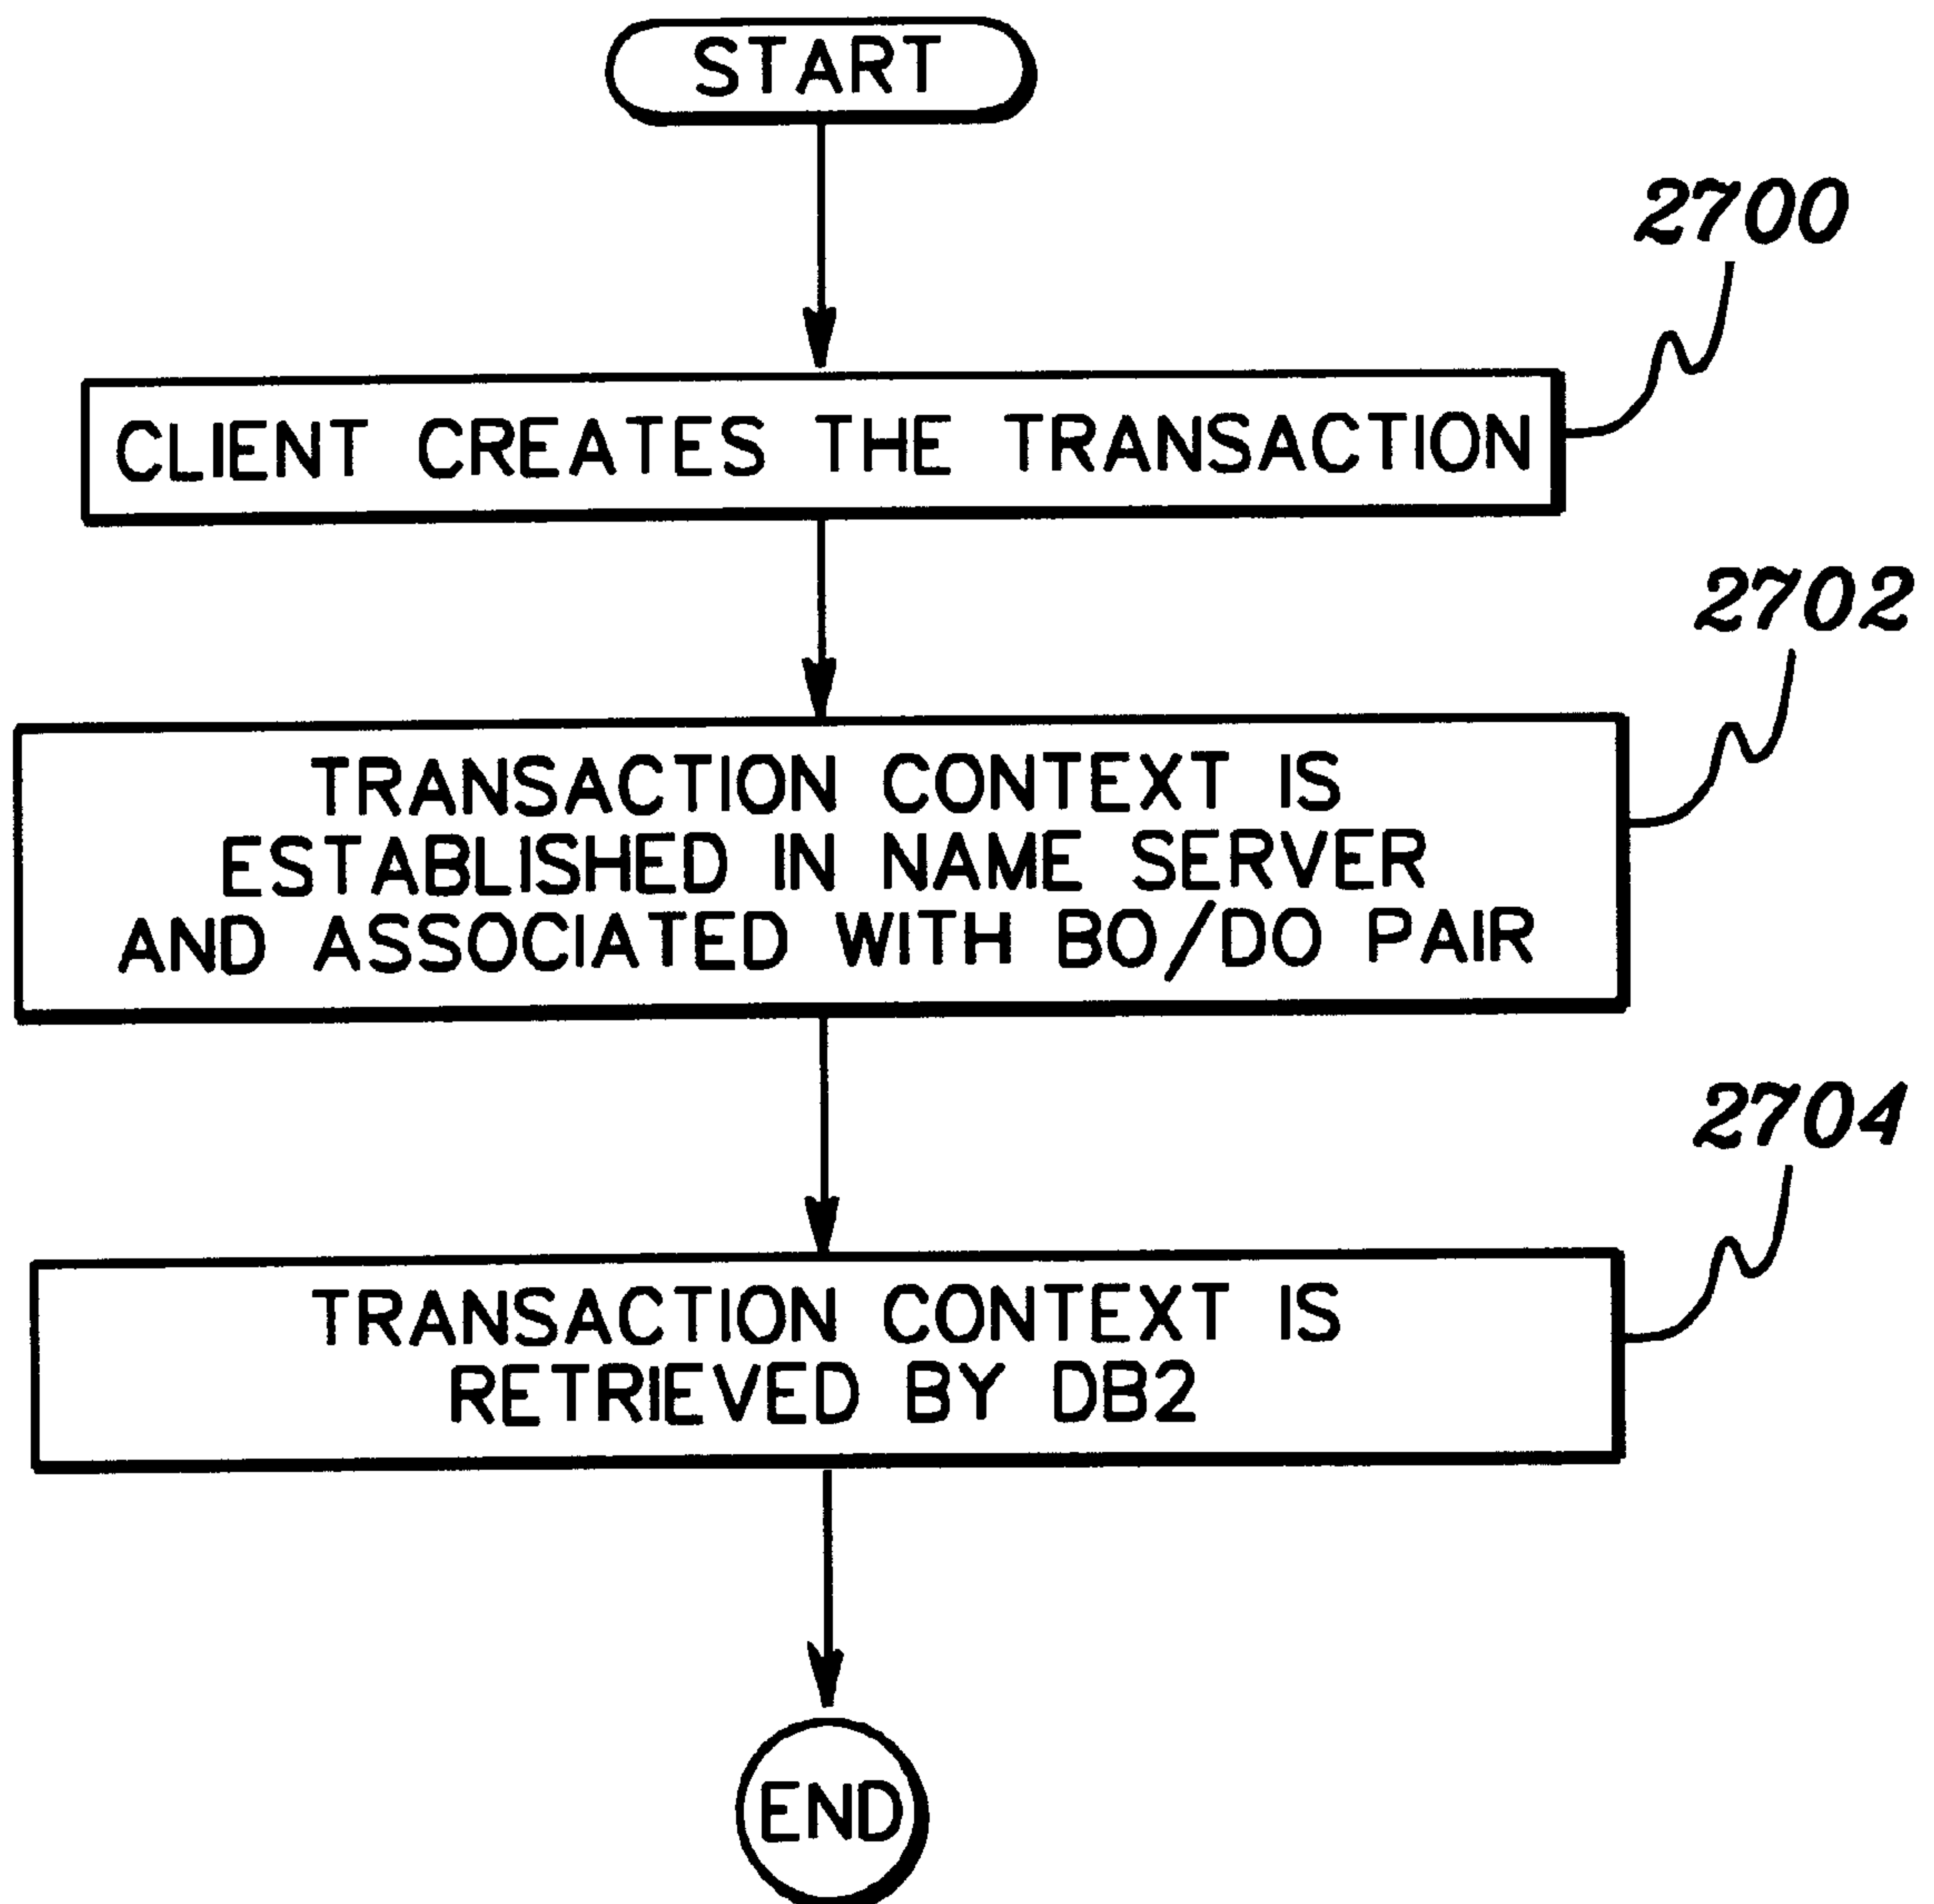 START
2700
CLIENT CREATES THE TRANSACTION
2702
TRANSACTION CONTEXT IS
ESTABLISHED IN NAME SERVER
AND ASSOCIATED WITH BO/DO PAIR
2704
TRANSACTION CONTEXT IS
RETRIEVED BY DB2
END